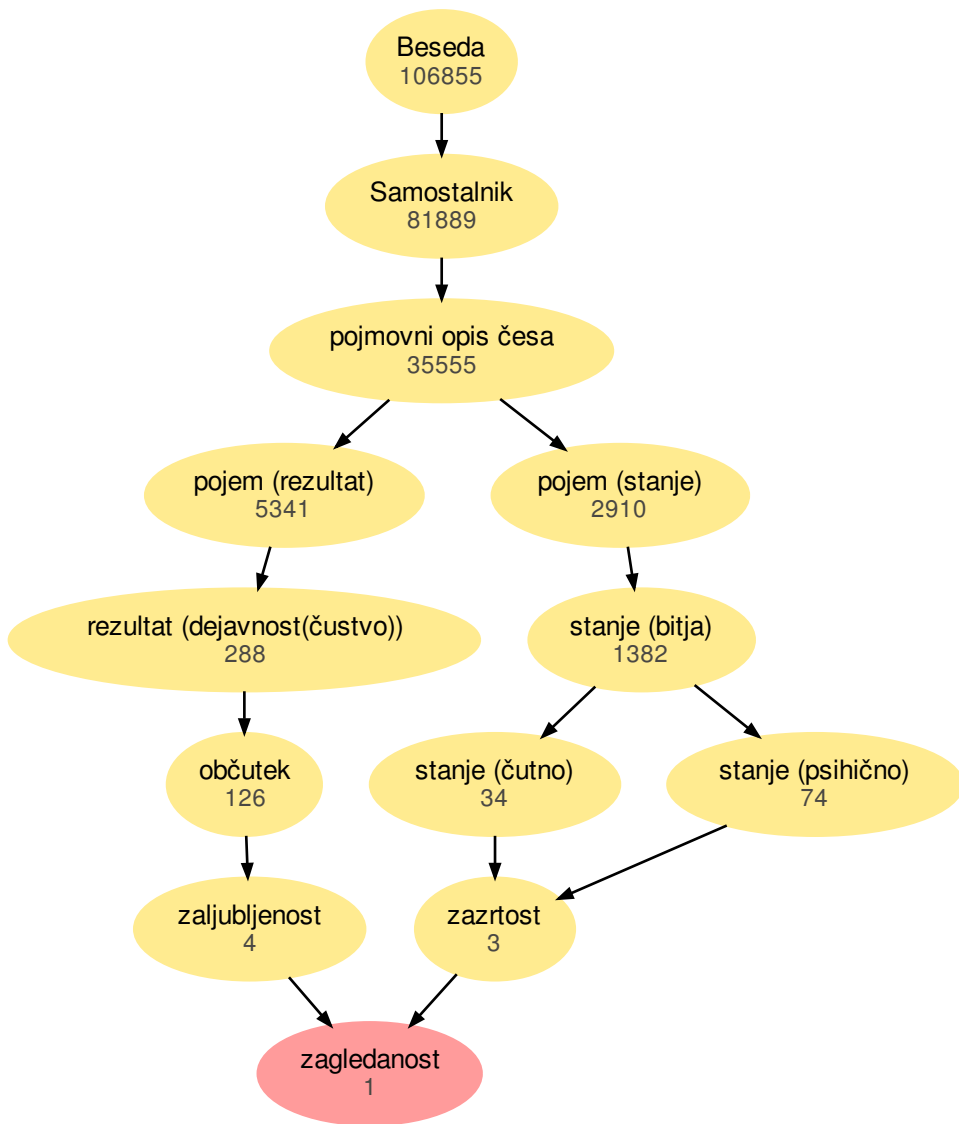 Beseda
106855
Samostalnik
81889
pojmovni opis česa
35555
pojem (rezultat)
5341
pojem (stanje)
2910
rezultat (dejavnost(čustvo))
288
stanje (bitja)
1382
občutek
126
stanje (čutno)
34
stanje (psihično)
74
zaljubljenost
4
zazrtost
3
zagledanost
1